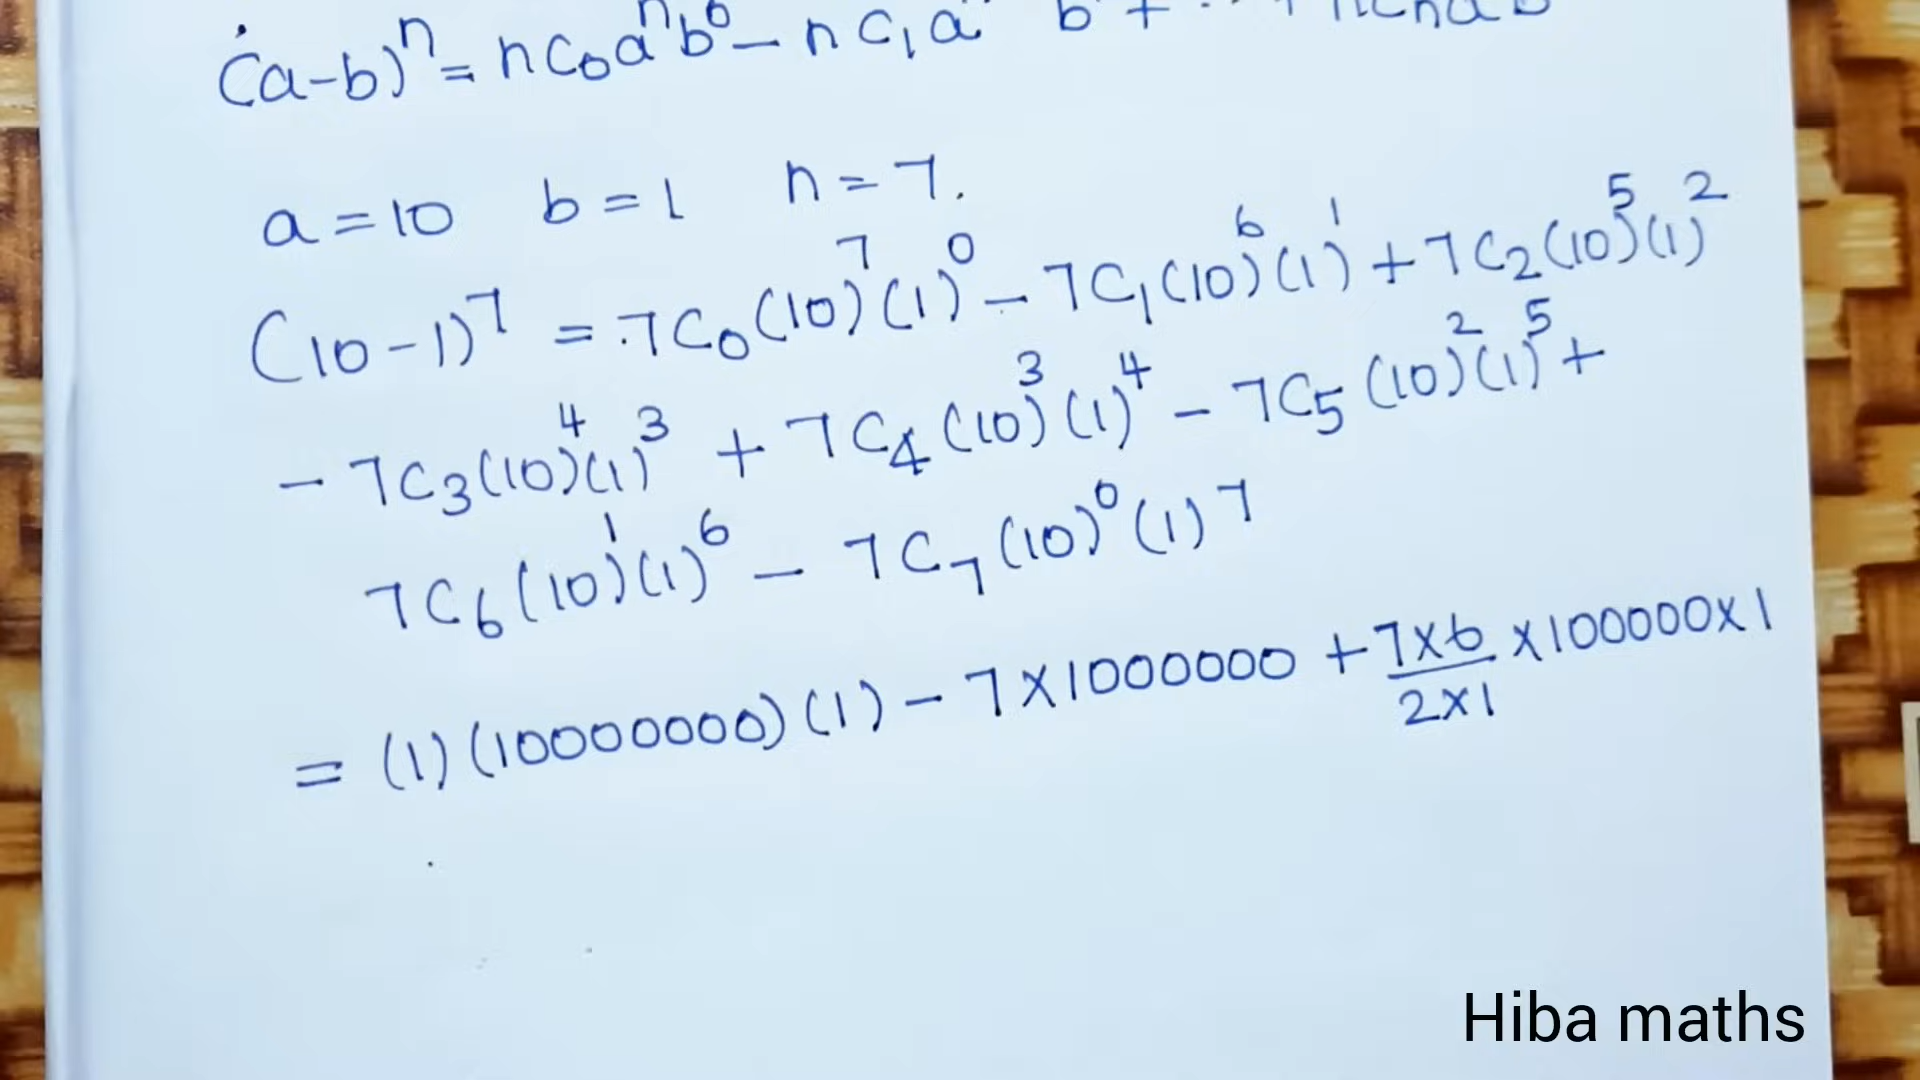 (a-b)ⁿ = nC₀aⁿb⁰ - nC₁a b + nCₙab
a = 10 b = 1 n = 7.
(10-1)⁷ = 7C₀(10)⁷(1)⁰ - 7C₁(10)⁶(1)¹ + 7C₂(10)⁵(1)²
- 7C₃(10)⁴(1)³ + 7C₄(10)³(1)⁴ - 7C₅(10)²(1)⁵ +
7C₆(10)¹(1)⁶ - 7C₇(10)⁰(1)⁷
= (1)(10000000)(1) - 7×1000000 + 7×6/2×1 ×100000×1
Hiba maths